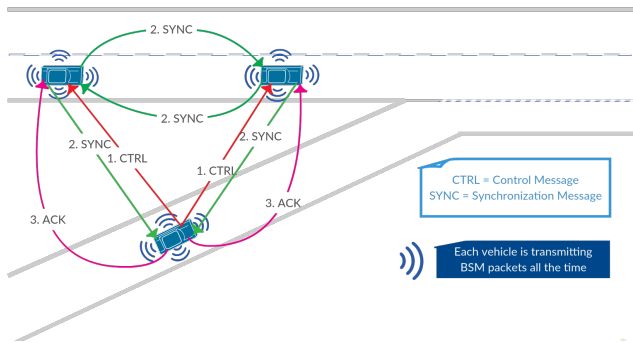 2. SYNC
2. SYNC
2. SYNC
2. SYNC
1. CTRL
1. CTRL
3. ACK
3. ACK
CTRL = Control Message
SYNC = Synchronization Message
Each vehicle is transmitting
BSM packets all the time